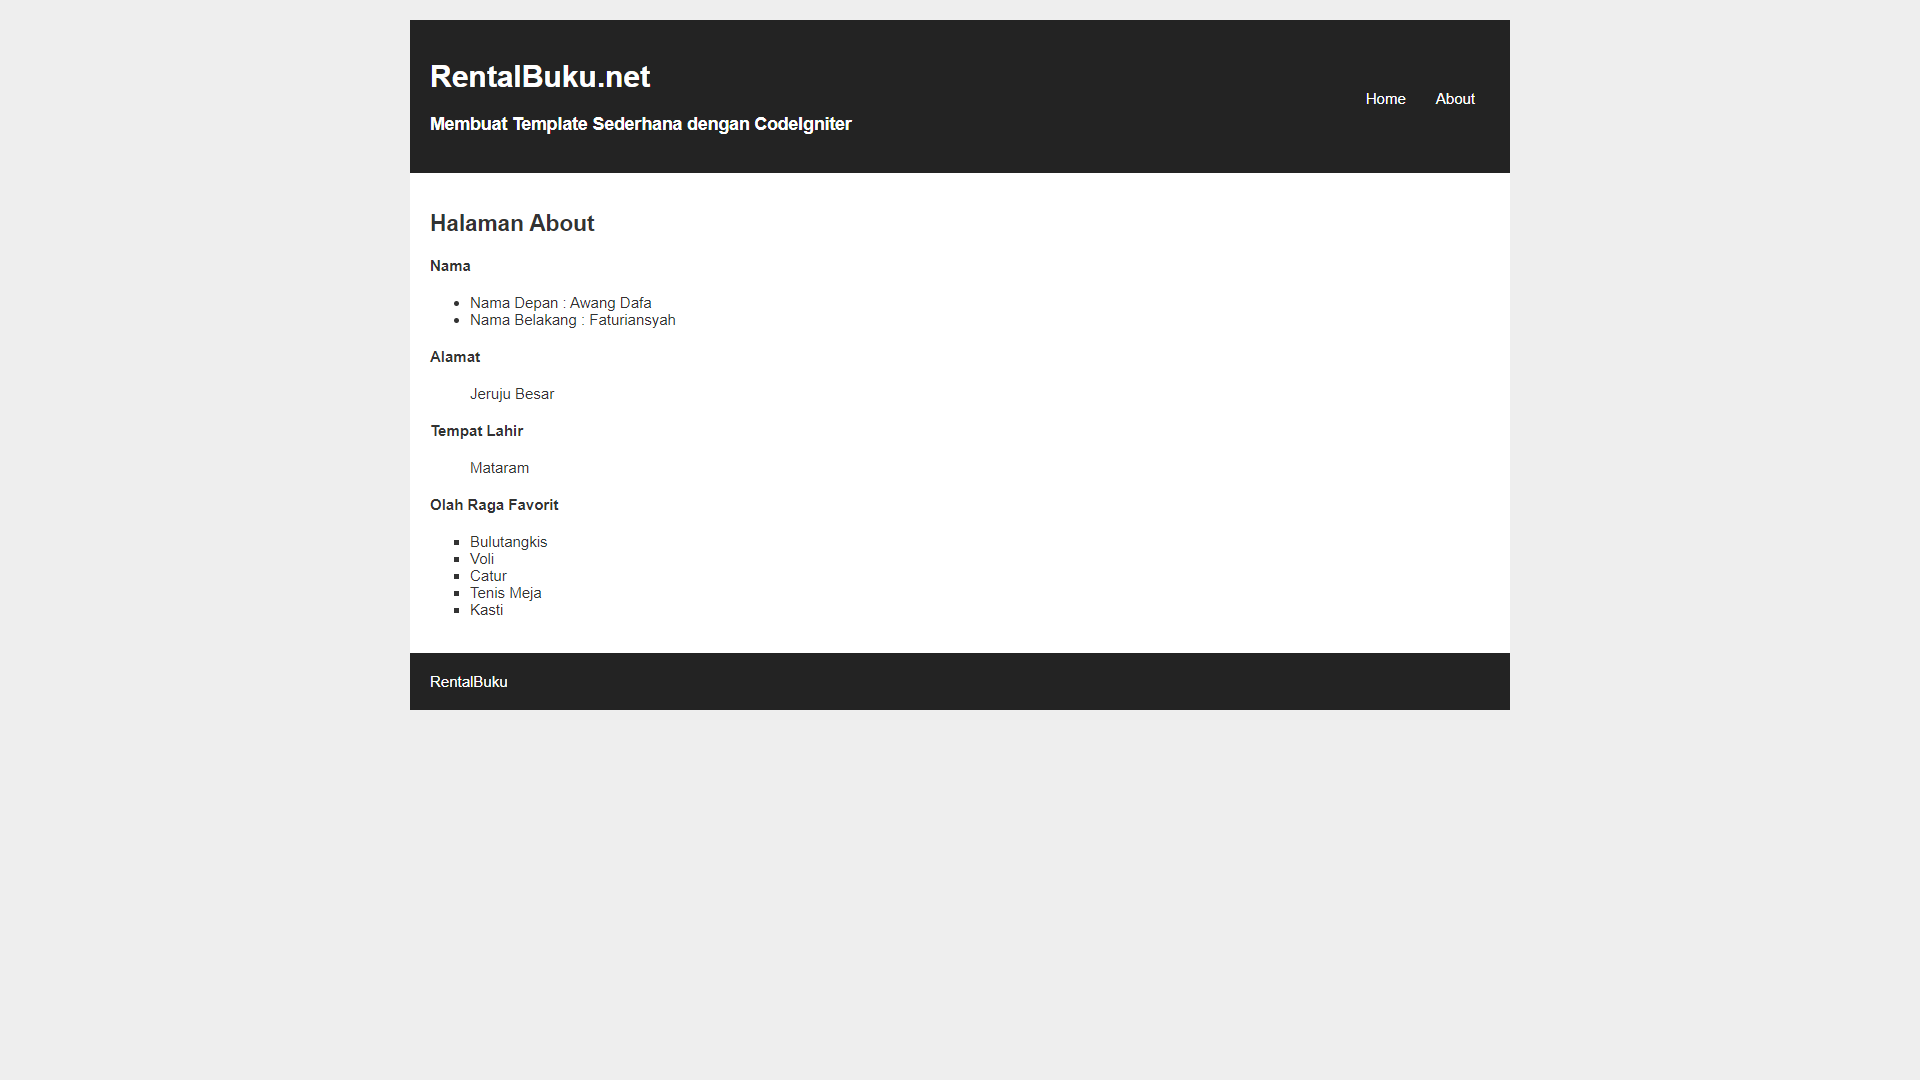 RentalBuku.net
Home About
Membuat Template Sederhana dengan CodeIgniter
Halaman About
Nama
Nama Depan : Awang Dafa
Nama Belakang : Faturiansyah
Alamat
Jeruju Besar
Tempat Lahir
Mataram
Olah Raga Favorit
Bulutangkis
Voli
Catur
Tenis Meja
Kasti
RentalBuku